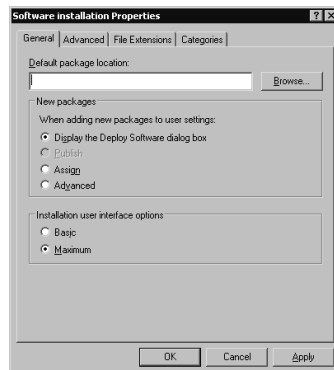 Software installation Properties
General Advanced File Extensions Categories
Default package location:
Browse...
New packages
When adding new packages to user settings:
Display the Deploy Software dialog box
Publish
Assign
Advanced
Installation user interface options
Basic
Maximum
OK Cancel Apply